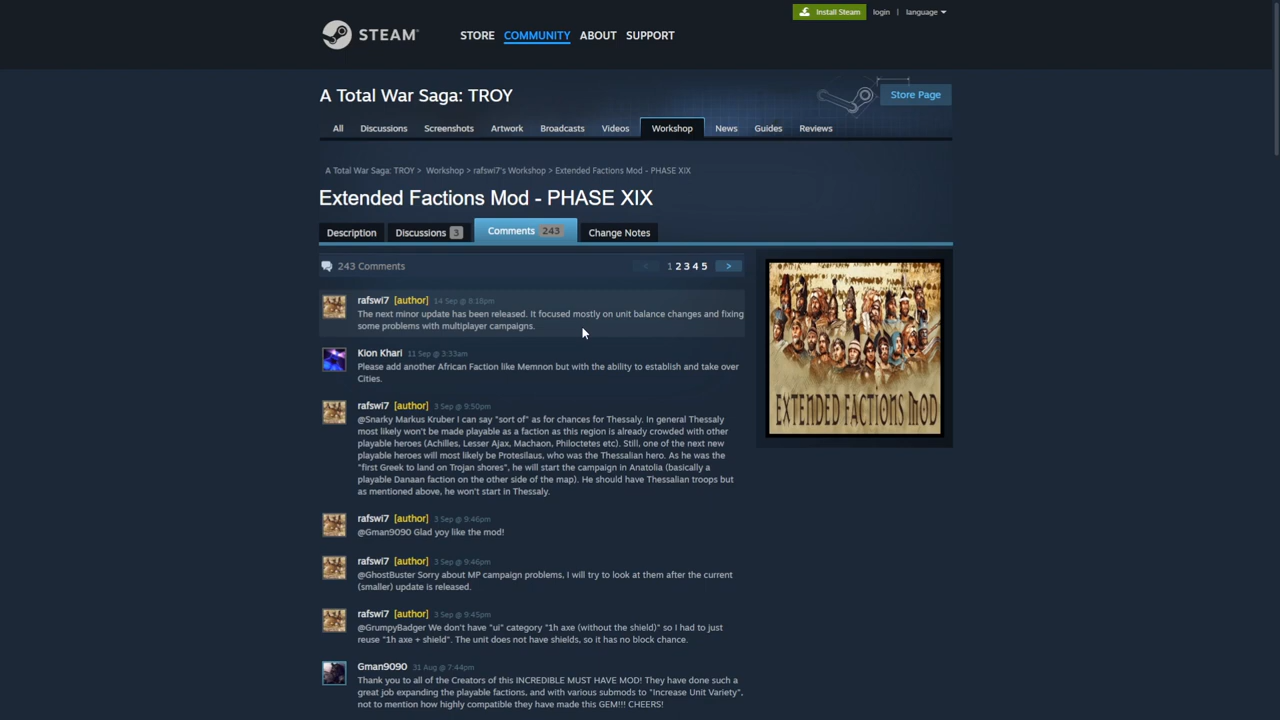 Install Steam
login | language
STEAM
STORE COMMUNITY ABOUT SUPPORT
A Total War Saga: TROY
Store Page
All Discussions Screenshots Artwork Broadcasts Videos Workshop News Guides Reviews
A Total War Saga: TROY > Workshop > rafswi7's Workshop > Extended Factions Mod - PHASE XIX
Extended Factions Mod - PHASE XIX
Description Discussions 3 Comments 243 Change Notes
243 Comments
< 1 2 3 4 5 >
rafswi7 [author] 14 Sep @ 8:18pm
The next minor update has been released. It focused mostly on unit balance changes and fixing
some problems with multiplayer campaigns.
Kion Khari 11 Sep @ 3:33am
Please add another African Faction like Memnon but with the ability to establish and take over
Cities.
rafswi7 [author] 3 Sep @ 9:50pm
@Snarky Markus Kruber I can say "sort of" as for chances for Thessaly. In general Thessaly
most likely won't be made playable as a faction as this region is already crowded with other
playable heroes (Achilles, Lesser Ajax, Machaon, Philoctetes etc). Still, one of the next new
playable heroes will most likely be Protesilaus, who was the Thessalian hero. As he was the
"first Greek to land on Trojan shores", he will start the campaign in Anatolia (basically a
playable Danaan faction on the other side of the map). He should have Thessalian troops but
as mentioned above, he won't start in Thessaly.
rafswi7 [author] 3 Sep @ 9:46pm
@Gman9090 Glad yoy like the mod!
rafswi7 [author] 3 Sep @ 9:46pm
@GhostBuster Sorry about MP campaign problems, I will try to look at them after the current
(smaller) update is released.
rafswi7 [author] 3 Sep @ 9:45pm
@GrumpyBadger We don't have "ui" category "1h axe (without the shield)" so I had to just
reuse "1h axe + shield". The unit does not have shields, so it has no block chance.
Gman9090 31 Aug @ 7:44pm
Thank you to all of the Creators of this INCREDIBLE MUST HAVE MOD! They have done such a
great job expanding the playable factions, and with various submods to "Increase Unit Variety",
not to mention how highly compatible they have made this GEM!!! CHEERS!
EXTENDED FACTIONS MOD